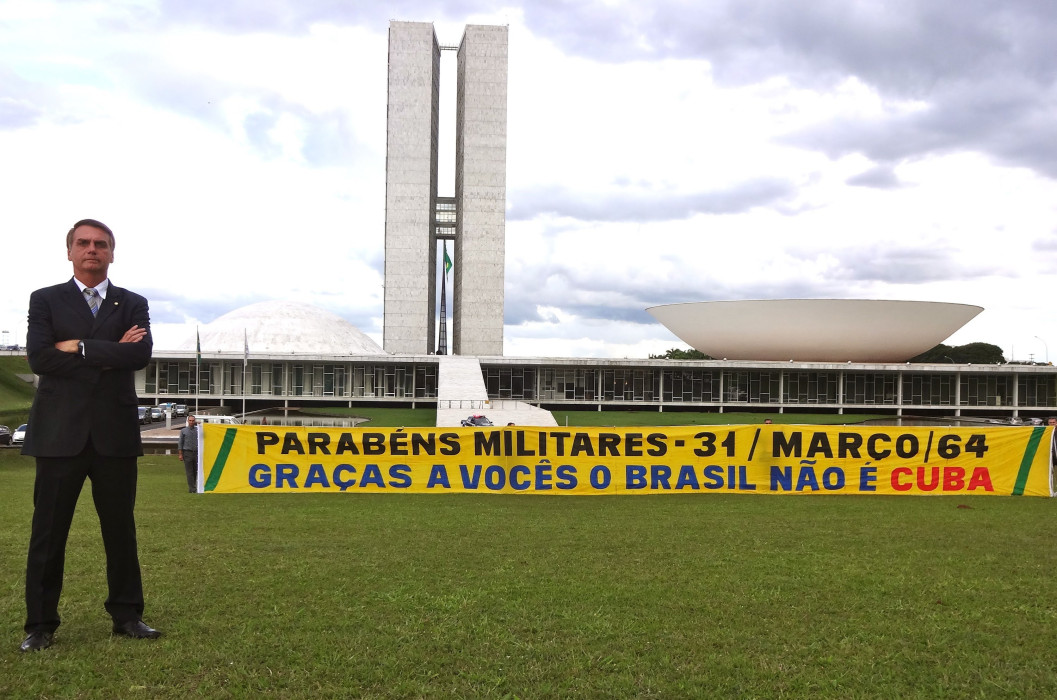 PARABÉNS MILITARES - 31 / MARÇO / 64
GRAÇAS A VOCÊS O BRASIL NÃO É CUBA